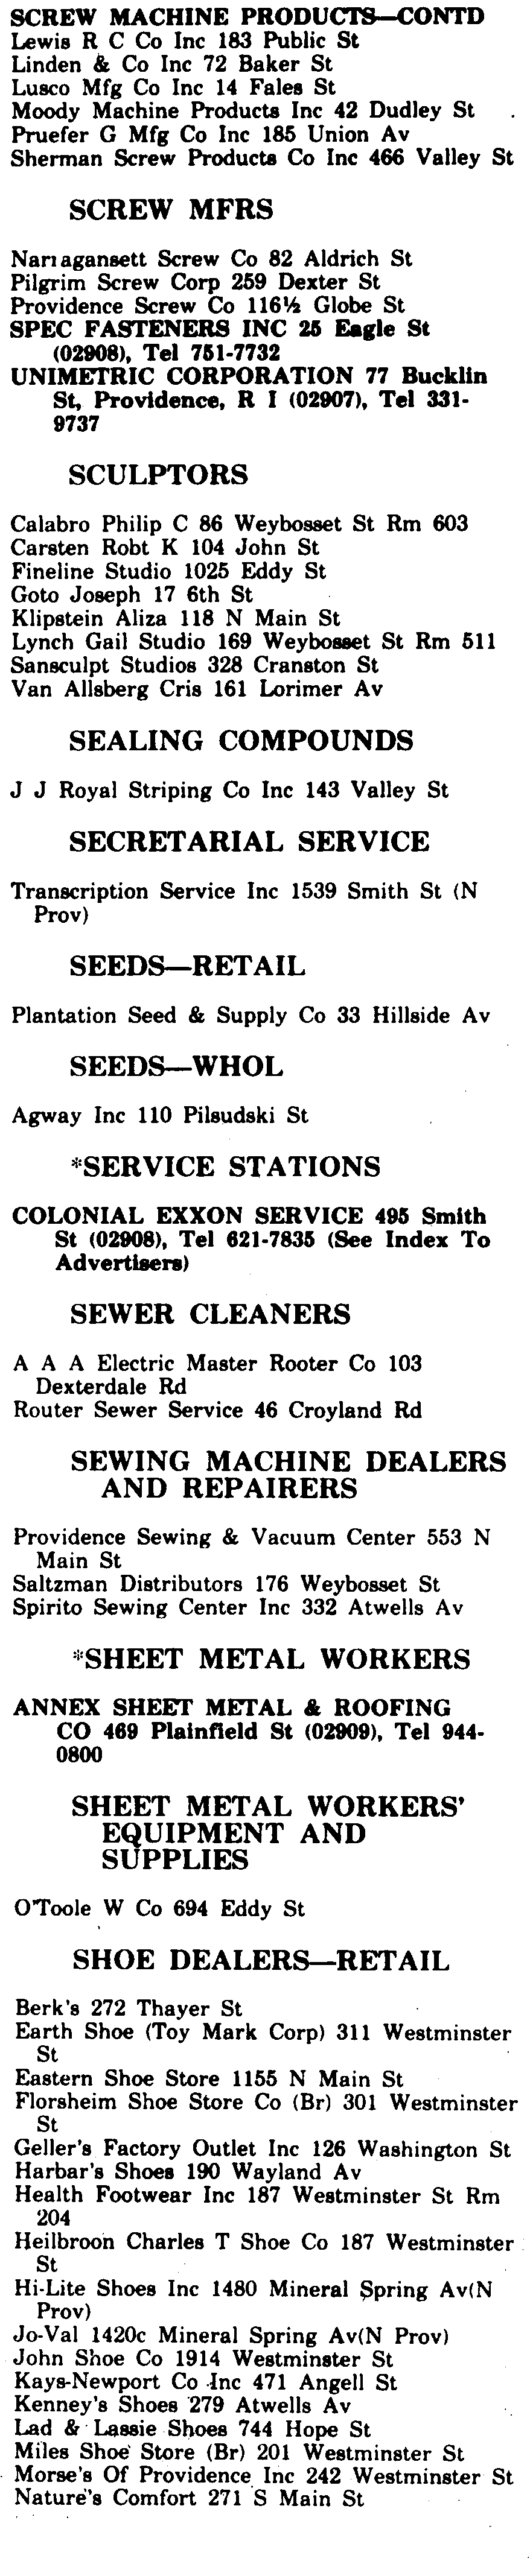 SCREW MACHINE PRODUCTS—CONTD
Lewis R C Co Inc 183 Public St
Linden & Co Inc 72 Baker St
Lusco Mfg Co Inc 14 Fales St
Moody Machine Products Inc 42 Dudley St
Pruefer G Mfg Co Inc 185 Union Av
Sherman Screw Products Co Inc 466 Valley St
SCREW MFRS
Narragansett Screw Co 82 Aldrich St
Pilgrim Screw Corp 259 Dexter St
Providence Screw Co 116½ Globe St
SPEC FASTENERS INC 25 Eagle St
(02908), Tel 751-7732
UNIMETRIC CORPORATION 77 Bucklin
St, Providence, R I (02907), Tel 331-
9737
SCULPTORS
Calabro Philip C 86 Weybosset St Rm 603
Carsten Robt K 104 John St
Fineline Studio 1025 Eddy St
Goto Joseph 17 6th St
Klipstein Aliza 118 N Main St
Lynch Gail Studio 169 Weybosset St Rm 511
Sansculpt Studios 328 Cranston St
Van Allsberg Cris 161 Lorimer Av
SEALING COMPOUNDS
J J Royal Striping Co Inc 143 Valley St
SECRETARIAL SERVICE
Transcription Service Inc 1539 Smith St (N
Prov)
SEEDS—RETAIL
Plantation Seed & Supply Co 33 Hillside Av
SEEDS—WHOL
Agway Inc 110 Pilsudski St
*SERVICE STATIONS
COLONIAL EXXON SERVICE 495 Smith
St (02908), Tel 621-7835 (See Index To
Advertisers)
SEWER CLEANERS
A A A Electric Master Rooter Co 103
Dexterdale Rd
Router Sewer Service 46 Croyland Rd
SEWING MACHINE DEALERS
AND REPAIRERS
Providence Sewing & Vacuum Center 553 N
Main St
Saltzman Distributors 176 Weybosset St
Spirito Sewing Center Inc 332 Atwells Av
*SHEET METAL WORKERS
ANNEX SHEET METAL & ROOFING
CO 469 Plainfield St (02909), Tel 944-
0800
SHEET METAL WORKERS'
EQUIPMENT AND
SUPPLIES
O'Toole W Co 694 Eddy St
SHOE DEALERS—RETAIL
Berk's 272 Thayer St
Earth Shoe (Toy Mark Corp) 311 Westminster
St
Eastern Shoe Store 1155 N Main St
Florsheim Shoe Store Co (Br) 301 Westminster
St
Geller's Factory Outlet Inc 126 Washington St
Harbar's Shoes 190 Wayland Av
Health Footwear Inc 187 Westminster St Rm
204
Heilbroon Charles T Shoe Co 187 Westminster
St
Hi-Lite Shoes Inc 1480 Mineral Spring Av(N
Prov)
Jo-Val 1420c Mineral Spring Av(N Prov)
John Shoe Co 1914 Westminster St
Kays-Newport Co Inc 471 Angell St
Kenney's Shoes 279 Atwells Av
Lad & Lassie Shoes 744 Hope St
Miles Shoe Store (Br) 201 Westminster St
Morse's Of Providence Inc 242 Westminster St
Nature's Comfort 271 S Main St